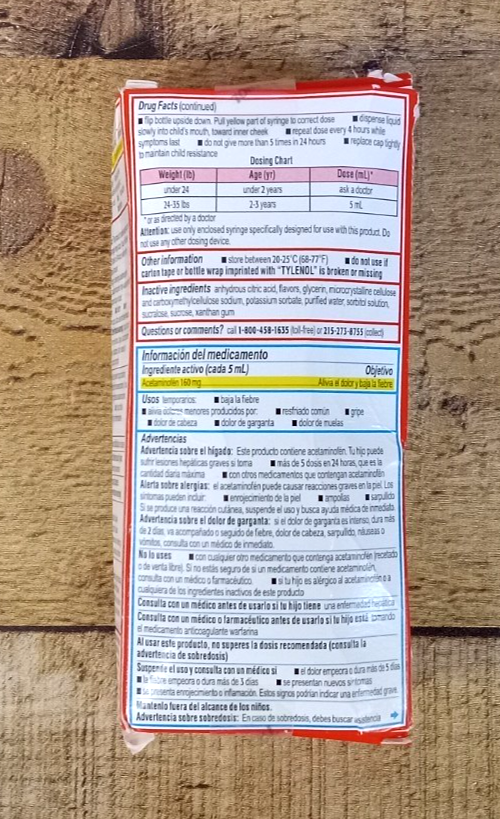 Drug Facts (continued)
■ flip bottle upside down. Pull yellow part of syringe to correct dose ■ dispense liquid
slowly into child's mouth, toward inner cheek ■ repeat dose every 4 hours while
symptoms last ■ do not give more than 5 times in 24 hours ■ replace cap tightly
to maintain child resistance
Dosing Chart
Weight (lb) Age (yr) Dose (mL)*
under 24 under 2 years ask a doctor
24-35 lbs 2-3 years 5 mL
*or as directed by a doctor
Attention: use only enclosed syringe specifically designed for use with this product. Do
not use any other dosing device.
Other information ■ store between 20-25°C (68-77°F) ■ do not use if
carton tape or bottle wrap imprinted with "TYLENOL" is broken or missing
Inactive ingredients anhydrous citric acid, flavors, glycerin, microcrystalline cellulose
and carboxymethylcellulose sodium, potassium sorbate, purified water, sorbitol solution,
sucralose, sucrose, xanthan gum
Questions or comments? call 1-800-458-1635 (toll-free) or 215-273-8755 (collect)
Información del medicamento
Ingrediente activo (cada 5 mL) Objetivo
Acetaminofén 160 mg Alivia el dolor y baja la fiebre
Usos temporarios: ■ baja la fiebre
■ alivia dolores menores producidos por: ■ resfriado común ■ gripe
■ dolor de cabeza ■ dolor de garganta ■ dolor de muelas
Advertencias
Advertencia sobre el hígado: Este producto contiene acetaminofén. Tu hijo puede
sufrir lesiones hepáticas graves si toma ■ más de 5 dosis en 24 horas, que es la
cantidad diaria máxima ■ con otros medicamentos que contengan acetaminofén
Alerta sobre alergias: el acetaminofén puede causar reacciones graves en la piel. Los
síntomas pueden incluir: ■ enrojecimiento de la piel ■ ampollas ■ sarpullido
Si se produce una reacción cutánea, suspende el uso y busca ayuda médica de inmediato.
Advertencia sobre el dolor de garganta: si el dolor de garganta es intenso, dura más
de 2 días, va acompañado o seguido de fiebre, dolor de cabeza, sarpullido, náuseas o
vómitos, consulta con un médico de inmediato.
No lo uses ■ con cualquier otro medicamento que contenga acetaminofén (recetado
o de venta libre). Si no estás seguro de si un medicamento contiene acetaminofén,
consulta con un médico o farmacéutico. ■ si tu hijo es alérgico al acetaminofén o a
cualquiera de los ingredientes inactivos de este producto
Consulta con un médico antes de usarlo si tu hijo tiene una enfermedad hepática
Consulta con un médico o farmacéutico antes de usarlo si tu hijo está tomando
el medicamento anticoagulante warfarina
Al usar este producto, no superes la dosis recomendada (consulta la
advertencia de sobredosis)
Suspende el uso y consulta con un médico si ■ el dolor empeora o dura más de 5 días
■ la fiebre empeora o dura más de 3 días ■ se presentan nuevos síntomas
■ se presenta enrojecimiento o inflamación. Estos signos podrían indicar una enfermedad grave.
Mantenlo fuera del alcance de los niños.
Advertencia sobre sobredosis: En caso de sobredosis, debes buscar asistencia